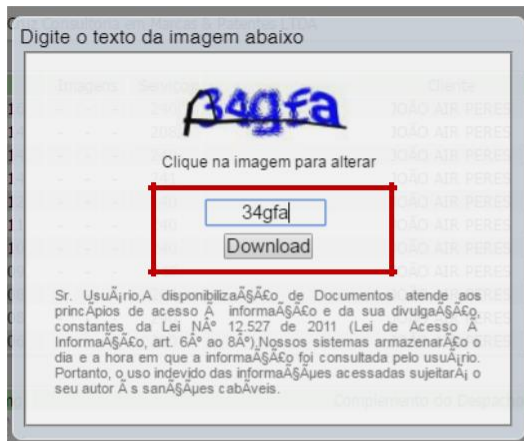 Digite o texto da imagem abaixo
34gfa
Clique na imagem para alterar
34gfa
Download
Sr. UsuÃ¡rio,A disponibilizaÃ§Ã£o de Documentos atende aos
princÃ­pios de acesso Ã  informaÃ§Ã£o e da sua divulgaÃ§Ã£o,
constantes da Lei NÂº 12.527 de 2011 (Lei de Acesso Ã 
InformaÃ§Ã£o, art. 6Âº ao 8Âº),Nossos sistemas armazenarÃ£o o
dia e a hora em que a informaÃ§Ã£o foi consultada pelo usuÃ¡rio.
Portanto, o uso indevido das informaÃ§Ãµes acessadas sujeitarÃ¡ o
seu autor Ã s sanÃ§Ãµes cabÃ­veis.